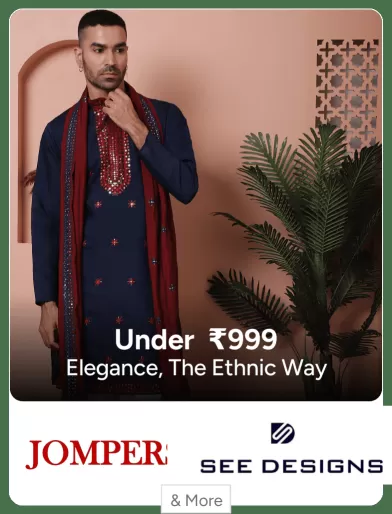 Under ₹999
Elegance, The Ethnic Way
JOMPERS
SEE DESIGNS
& More